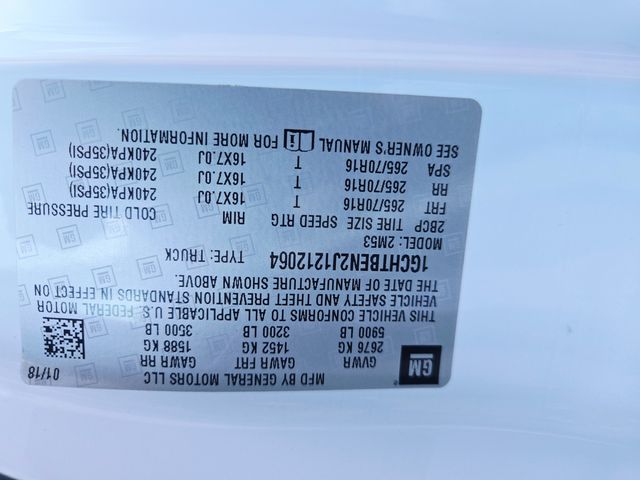 GM
MFD BY GENERAL MOTORS LLC 01/18
GVWR GAWR FRT GAWR RR
2676 KG 1452 KG 1588 KG
5900 LB 3200 LB 3500 LB
THIS VEHICLE CONFORMS TO ALL APPLICABLE U.S. FEDERAL MOTOR
VEHICLE SAFETY AND THEFT PREVENTION STANDARDS IN EFFECT ON
THE DATE OF MANUFACTURE SHOWN ABOVE.
1GCHTBEN2J1212064 TYPE: TRUCK
MODEL: 2M53
2BCP TIRE SIZE SPEED RTG RIM COLD TIRE PRESSURE
FRT 265/70R16 T 16X7.0J 240KPA(35PSI)
RR 265/70R16 T 16X7.0J 240KPA(35PSI)
SPA 265/70R16 T 16X7.0J 240KPA(35PSI)
SEE OWNER'S MANUAL FOR MORE INFORMATION.